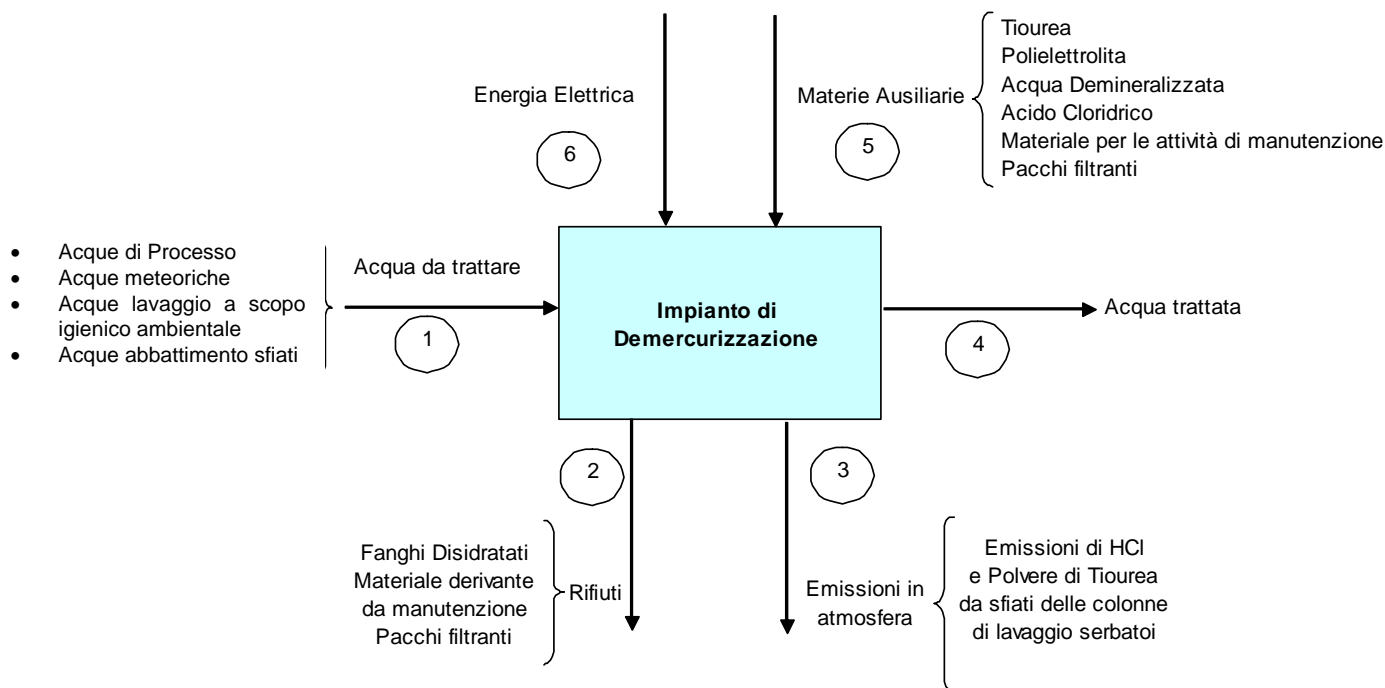 Tiourea
Polielettrolita
Energia Elettrica
Materie Ausiliarie
Acqua Demineralizzata
Acido Cloridrico
Materiale per le attività di manutenzione
Pacchi filtranti
6
5
• Acque di Processo
• Acque meteoriche
• Acque lavaggio a scopo
igienico ambientale
• Acque abbattimento sfiati
Acqua da trattare
1
Impianto di
Demercurizzazione
Acqua trattata
4
2
3
Fanghi Disidratati
Materiale derivante
da manutenzione
Pacchi filtranti
Rifiuti
Emissioni in
atmosfera
Emissioni di HCl
e Polvere di Tiourea
da sfiati delle colonne
di lavaggio serbatoi